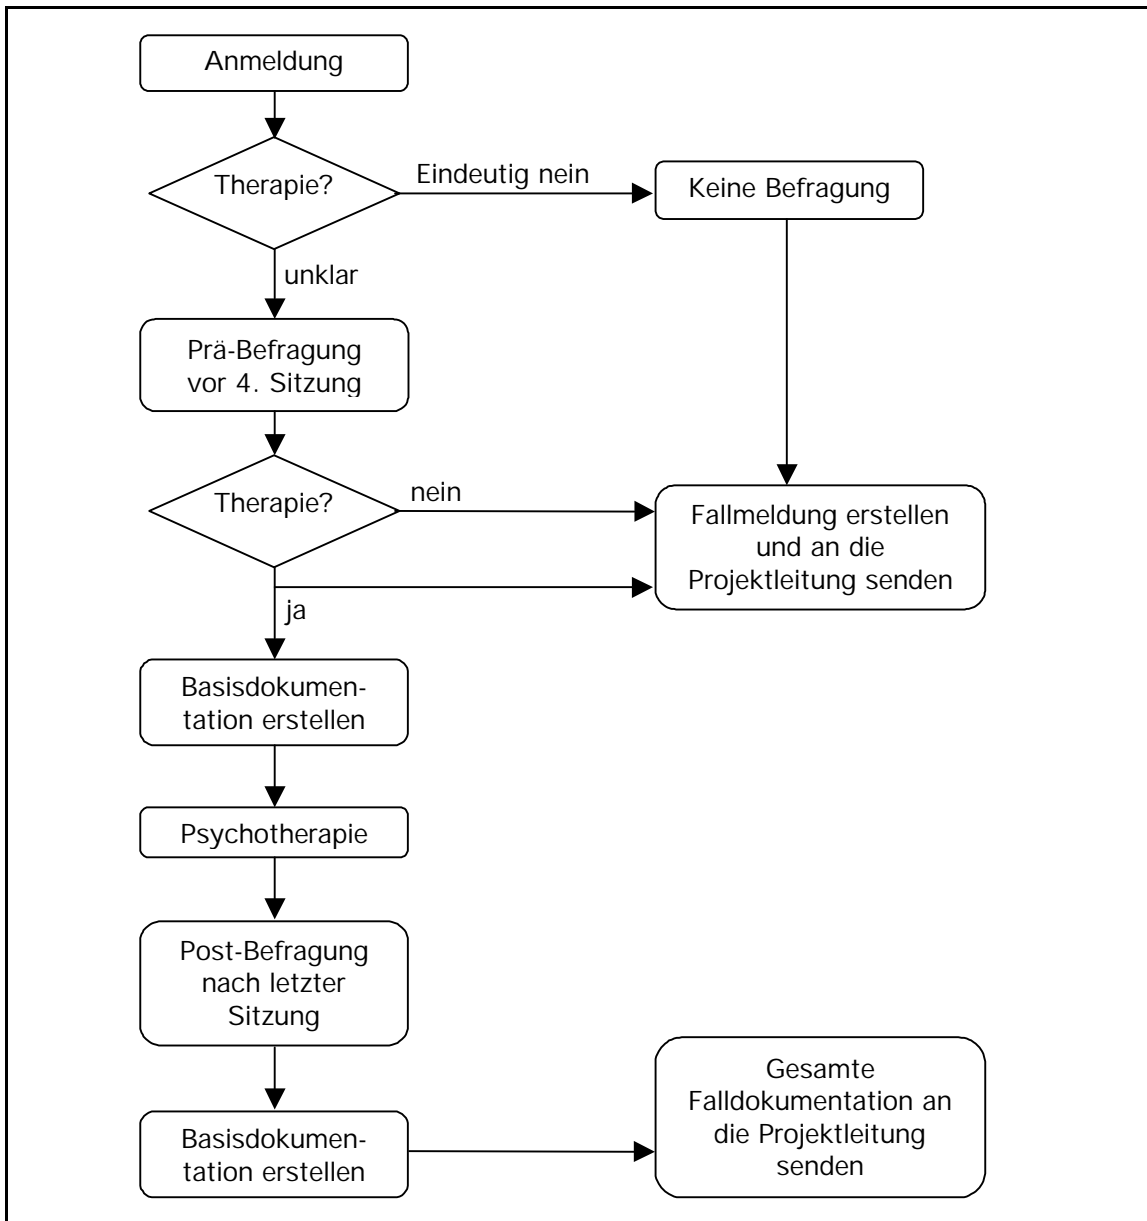 Anmeldung
Therapie?
Eindeutig nein
Keine Befragung
unklar
Prä-Befragung
vor 4. Sitzung
Therapie?
nein
Fallmeldung erstellen
und an die
Projektleitung senden
ja
Basisdokumen-
tation erstellen
Psychotherapie
Post-Befragung
nach letzter
Sitzung
Basisdokumen-
tation erstellen
Gesamte
Falldokumentation an
die Projektleitung
senden